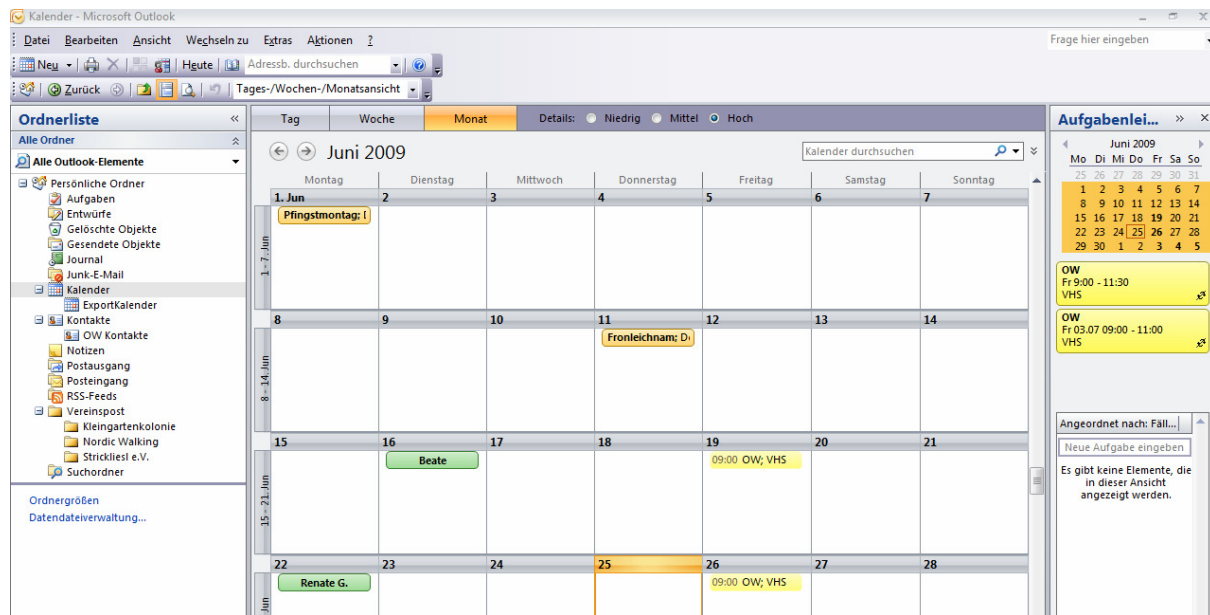 Kalender - Microsoft Outlook
Datei Bearbeiten Ansicht Wechseln zu Extras Aktionen ?
Frage hier eingeben
Neu Heute Adressb. durchsuchen
Zurück Tages-/Wochen-/Monatsansicht
Ordnerliste «
Alle Ordner
Alle Outlook-Elemente
Persönliche Ordner
Aufgaben
Entwürfe
Gelöschte Objekte
Gesendete Objekte
Journal
Junk-E-Mail
Kalender
ExportKalender
Kontakte
OW Kontakte
Notizen
Postausgang
Posteingang
RSS-Feeds
Vereinspost
Kleingartenkolonie
Nordic Walking
Strickliesl e.V.
Suchordner
Ordnergrößen
Datendateiverwaltung...
Tag Woche Monat Details: Niedrig Mittel Hoch
Juni 2009
Kalender durchsuchen
Montag Dienstag Mittwoch Donnerstag Freitag Samstag Sonntag
1. Jun 2 3 4 5 6 7
Pfingstmontag;
1 - 7. Jun
8 9 10 11 12 13 14
Fronleichnam;
8 - 14. Jun
15 16 17 18 19 20 21
Beate
09:00 OW; VHS
15 - 21. Jun
22 23 24 25 26 27 28
Renate G.
09:00 OW; VHS
Jun
Aufgabenlei... »
Juni 2009
Mo Di Mi Do Fr Sa So
25 26 27 28 29 30 31
1 2 3 4 5 6 7
8 9 10 11 12 13 14
15 16 17 18 19 20 21
22 23 24 25 26 27 28
29 30 1 2 3 4 5
OW
Fr 9:00 - 11:30
VHS
OW
Fr 03.07 09:00 - 11:00
VHS
Angeordnet nach: Fäll...
Neue Aufgabe eingeben
Es gibt keine Elemente, die
in dieser Ansicht
angezeigt werden.